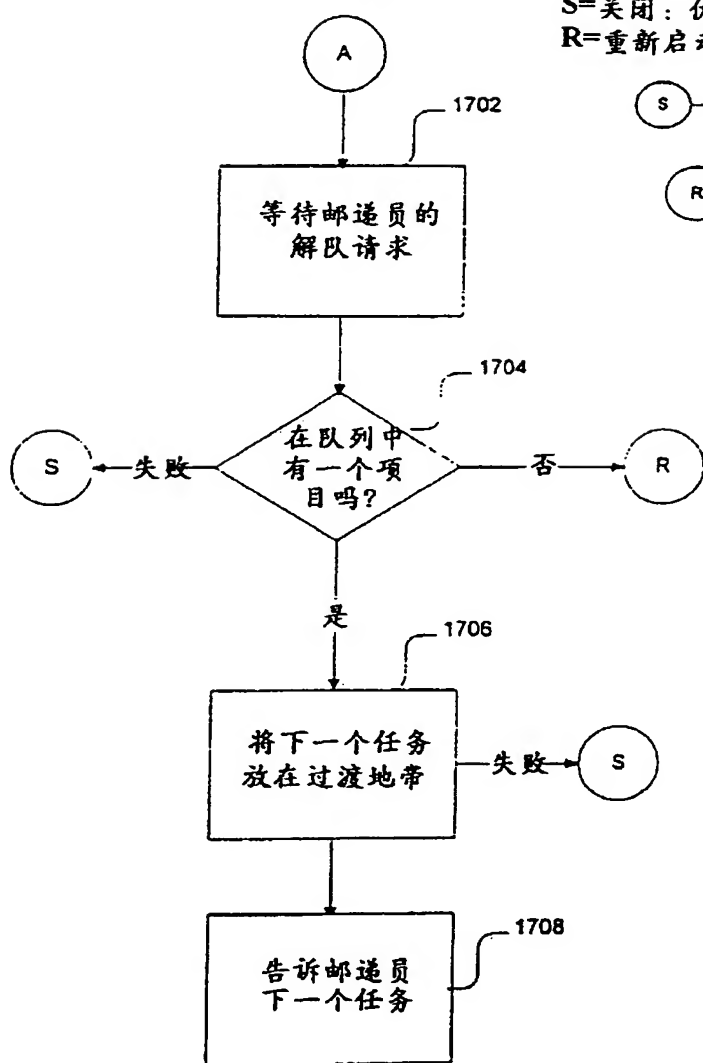 S=关闭：
R=重新启动
A
S
1702
R
等待邮递员的
解队请求
1704
在队列中
有一个项
目吗？
S
失败
否
R
是
1706
将下一个任务
放在过渡地带
失败
S
1708
告诉邮递员
下一个任务